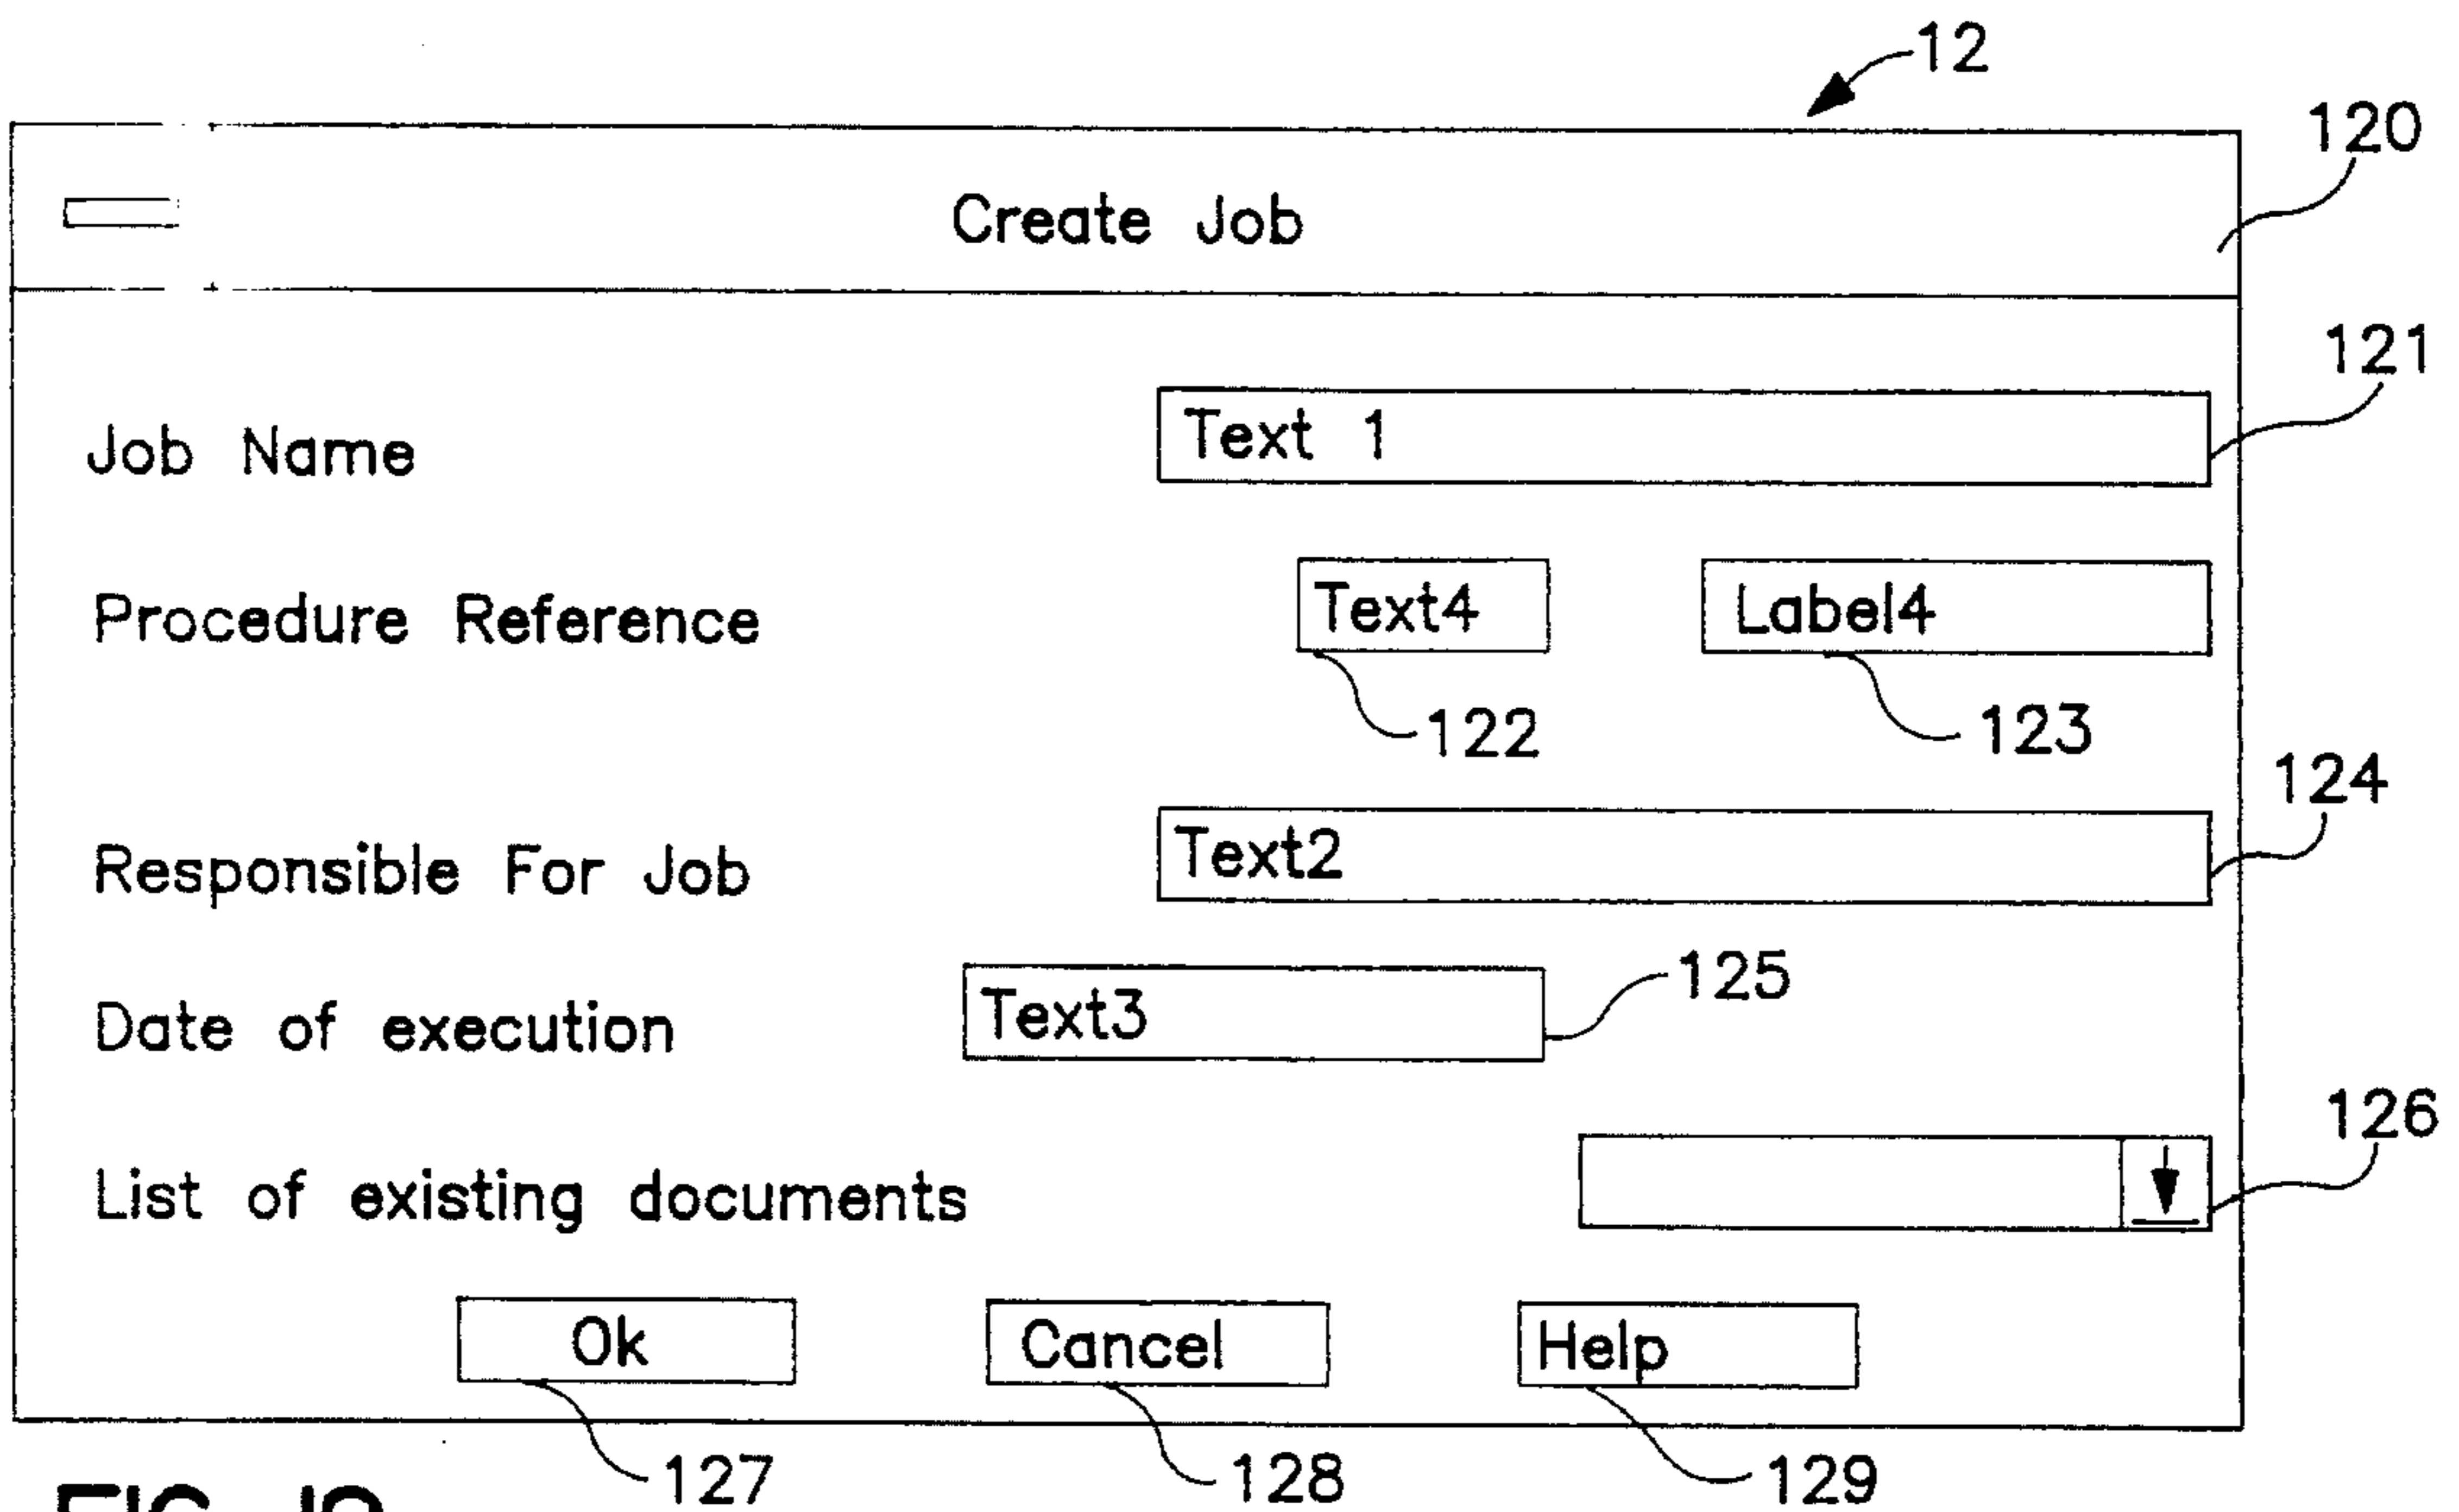 12
120
Create Job
121
Job Name Text 1
Procedure Reference Text4 Label4
122 123
124
Responsible For Job Text2
125
Date of execution Text3
126
List of existing documents
Ok Cancel Help
127 128 129